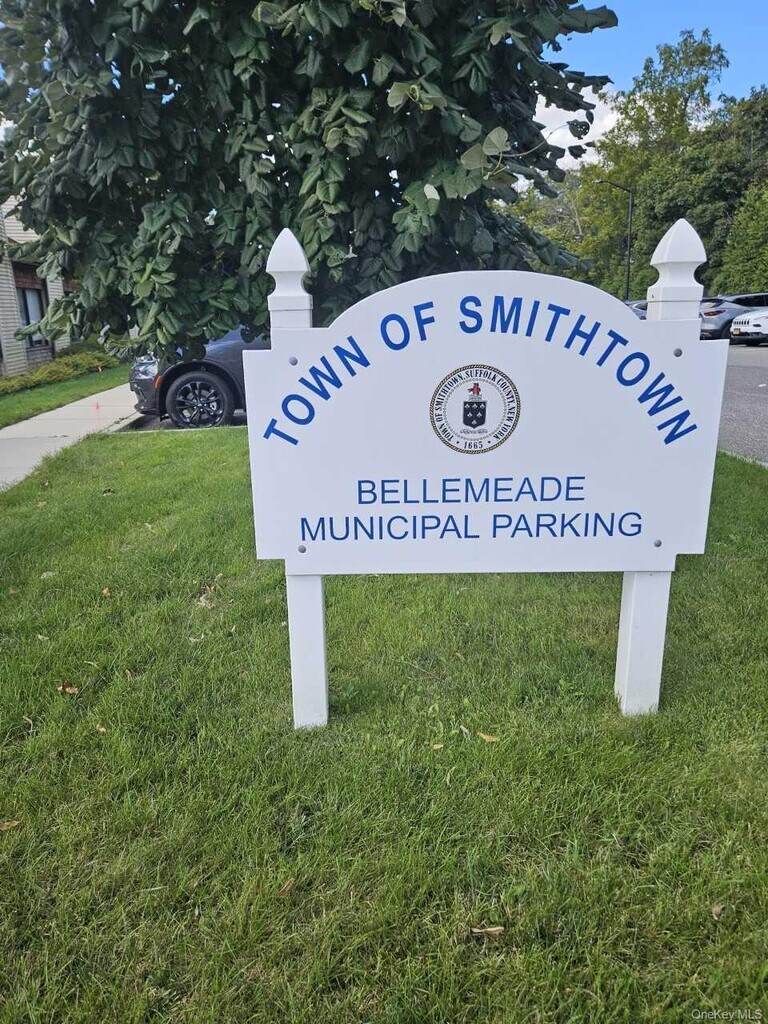 TOWN OF SMITHTOWN
TOWN OF SMITHTOWN, SUFFOLK COUNTY, NEW YORK
• 1665 •
BELLEMEADE
MUNICIPAL PARKING
OneKey MLS